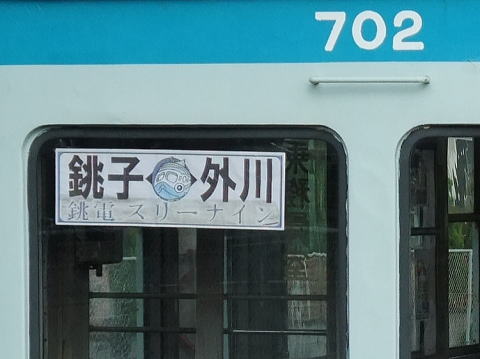 702
銚子 外川
銚電 スリーナイン